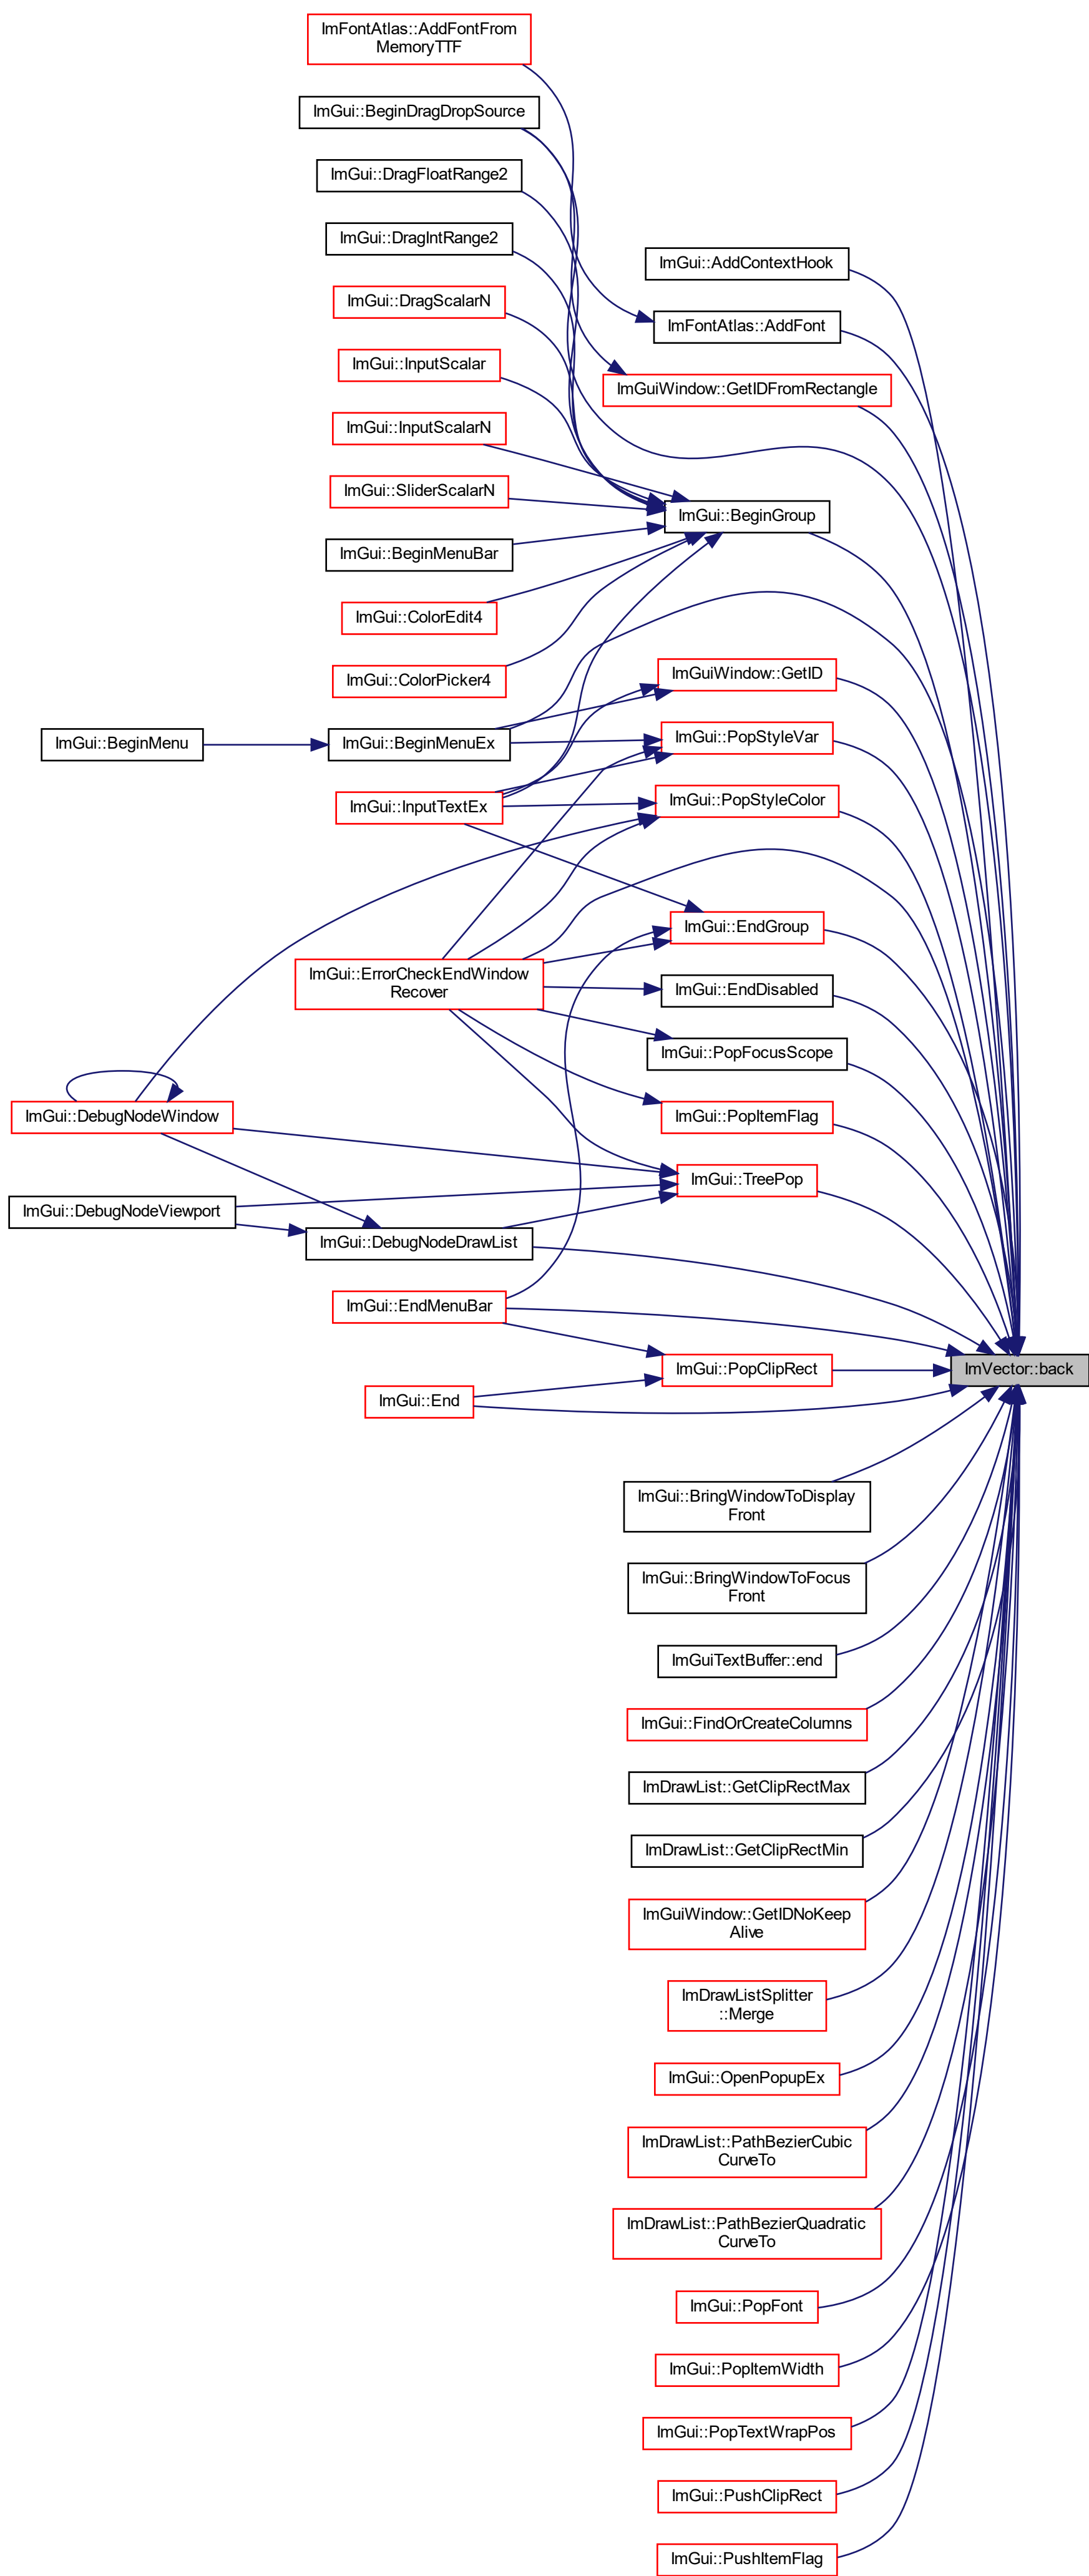 ImFontAtlas::AddFontFrom
MemoryTTF
ImGui::BeginDragDropSource
ImGui::DragFloatRange2
ImGui::DragIntRange2
ImGui::AddContextHook
ImGui::DragScalarN
ImFontAtlas::AddFont
ImGui::InputScalar
ImGuiWindow::GetIDFromRectangle
ImGui::InputScalarN
ImGui::SliderScalarN
ImGui::BeginGroup
ImGui::BeginMenuBar
ImGui::ColorEdit4
ImGui::ColorPicker4
ImGuiWindow::GetID
ImGui::BeginMenu
ImGui::BeginMenuEx
ImGui::PopStyleVar
ImGui::InputTextEx
ImGui::PopStyleColor
ImGui::EndGroup
ImGui::ErrorCheckEndWindow
Recover
ImGui::EndDisabled
ImGui::PopFocusScope
ImGui::DebugNodeWindow
ImGui::PopItemFlag
ImGui::TreePop
ImGui::DebugNodeViewport
ImGui::DebugNodeDrawList
ImGui::EndMenuBar
ImGui::PopClipRect
ImVector::back
ImGui::End
ImGui::BringWindowToDisplay
Front
ImGui::BringWindowToFocus
Front
ImGuiTextBuffer::end
ImGui::FindOrCreateColumns
ImDrawList::GetClipRectMax
ImDrawList::GetClipRectMin
ImGuiWindow::GetIDNoKeep
Alive
ImDrawListSplitter
::Merge
ImGui::OpenPopupEx
ImDrawList::PathBezierCubic
CurveTo
ImDrawList::PathBezierQuadratic
CurveTo
ImGui::PopFont
ImGui::PopItemWidth
ImGui::PopTextWrapPos
ImGui::PushClipRect
ImGui::PushItemFlag